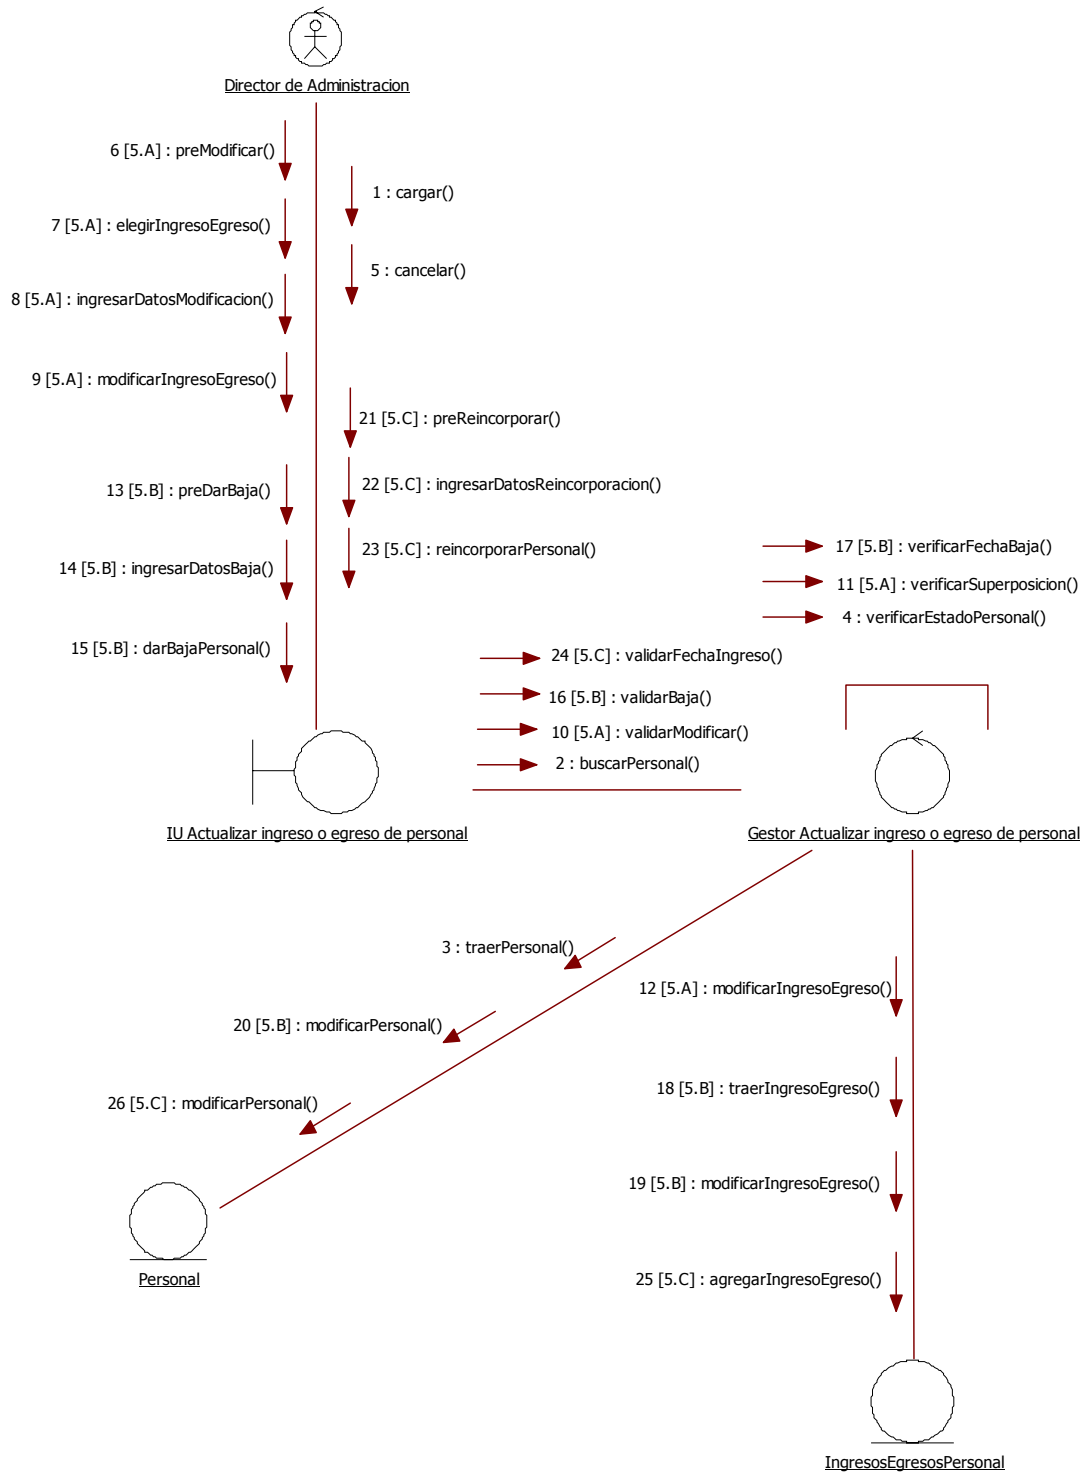 Director de Administracion
6 [5.A] : preModificar()
1 : cargar()
7 [5.A] : elegirIngresoEgreso()
5 : cancelar()
8 [5.A] : ingresarDatosModificacion()
9 [5.A] : modificarIngresoEgreso()
21 [5.C] : preReincorporar()
13 [5.B] : preDarBaja()
22 [5.C] : ingresarDatosReincorporacion()
23 [5.C] : reincorporarPersonal()
17 [5.B] : verificarFechaBaja()
14 [5.B] : ingresarDatosBaja()
11 [5.A] : verificarSuperposicion()
4 : verificarEstadoPersonal()
15 [5.B] : darBajaPersonal()
24 [5.C] : validarFechaIngreso()
16 [5.B] : validarBaja()
10 [5.A] : validarModificar()
2 : buscarPersonal()
IU Actualizar ingreso o egreso de personal
Gestor Actualizar ingreso o egreso de personal
3 : traerPersonal()
12 [5.A] : modificarIngresoEgreso()
20 [5.B] : modificarPersonal()
18 [5.B] : traerIngresoEgreso()
26 [5.C] : modificarPersonal()
19 [5.B] : modificarIngresoEgreso()
Personal
25 [5.C] : agregarIngresoEgreso()
IngresosEgresosPersonal